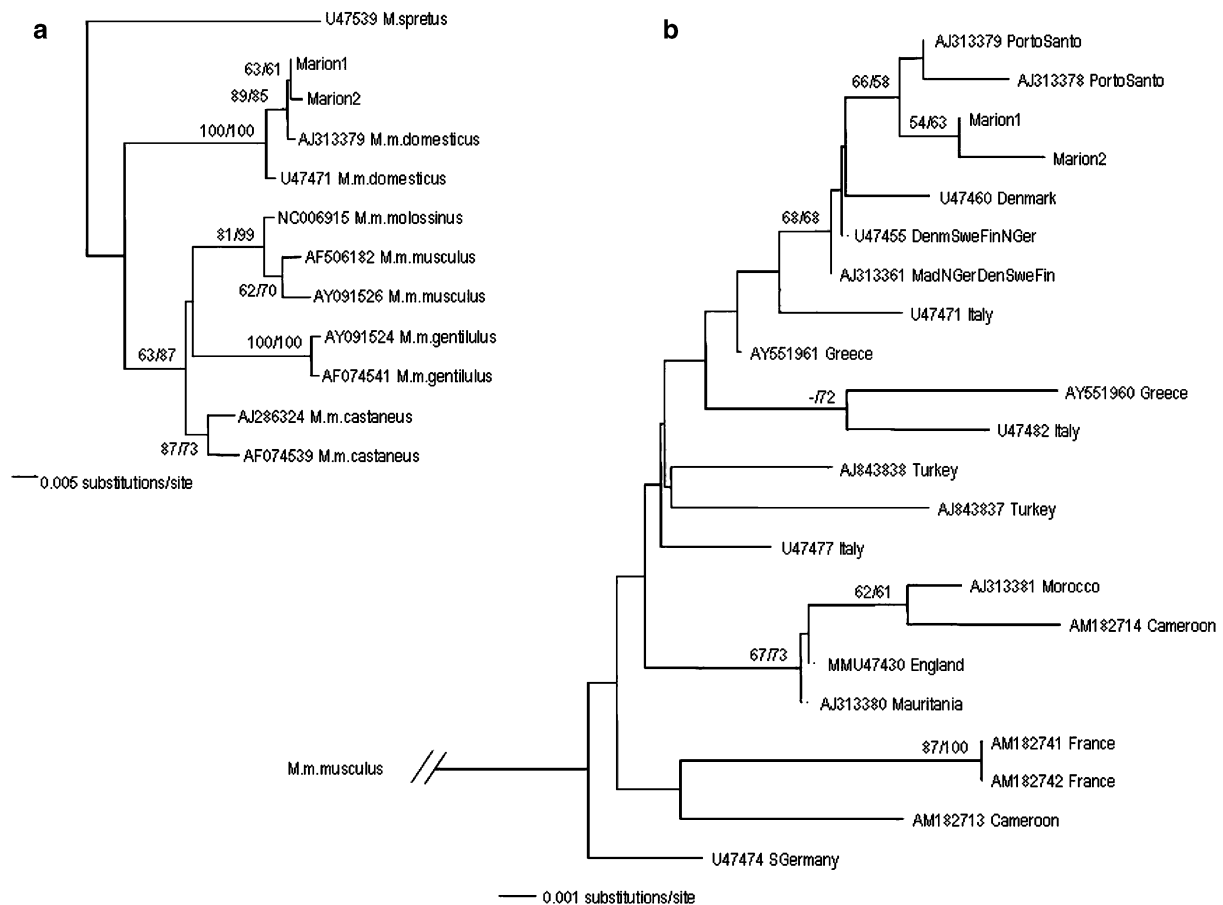 a
U47539 M.spretus
63/61
Marion1
89/85
Marion2
100/100
AJ313379 M.m.domesticus
U47471 M.m.domesticus
NC006915 M.m.molossinus
81/99
AF506182 M.m.musculus
62/70
AY091526 M.m.musculus
100/100
AY091524 M.m.gentilulus
63/87
AF074541 M.m.gentilulus
AJ286324 M.m.castaneus
87/73
AF074539 M.m.castaneus
0.005 substitutions/site
b
AJ313379 PortoSanto
66/58
AJ313378 PortoSanto
54/63
Marion1
Marion2
U47460 Denmark
68/68
U47455 DenmSweFinNGer
AJ313361 MadNGerDenSweFin
U47471 Italy
AY551961 Greece
-/72
AY551960 Greece
U47482 Italy
AJ843838 Turkey
AJ843837 Turkey
U47477 Italy
62/61
AJ313381 Morocco
AM182714 Cameroon
67/73
MMU47430 England
AJ313380 Mauritania
87/100
AM182741 France
M.m.musculus
AM182742 France
AM182713 Cameroon
U47474 SGermany
0.001 substitutions/site